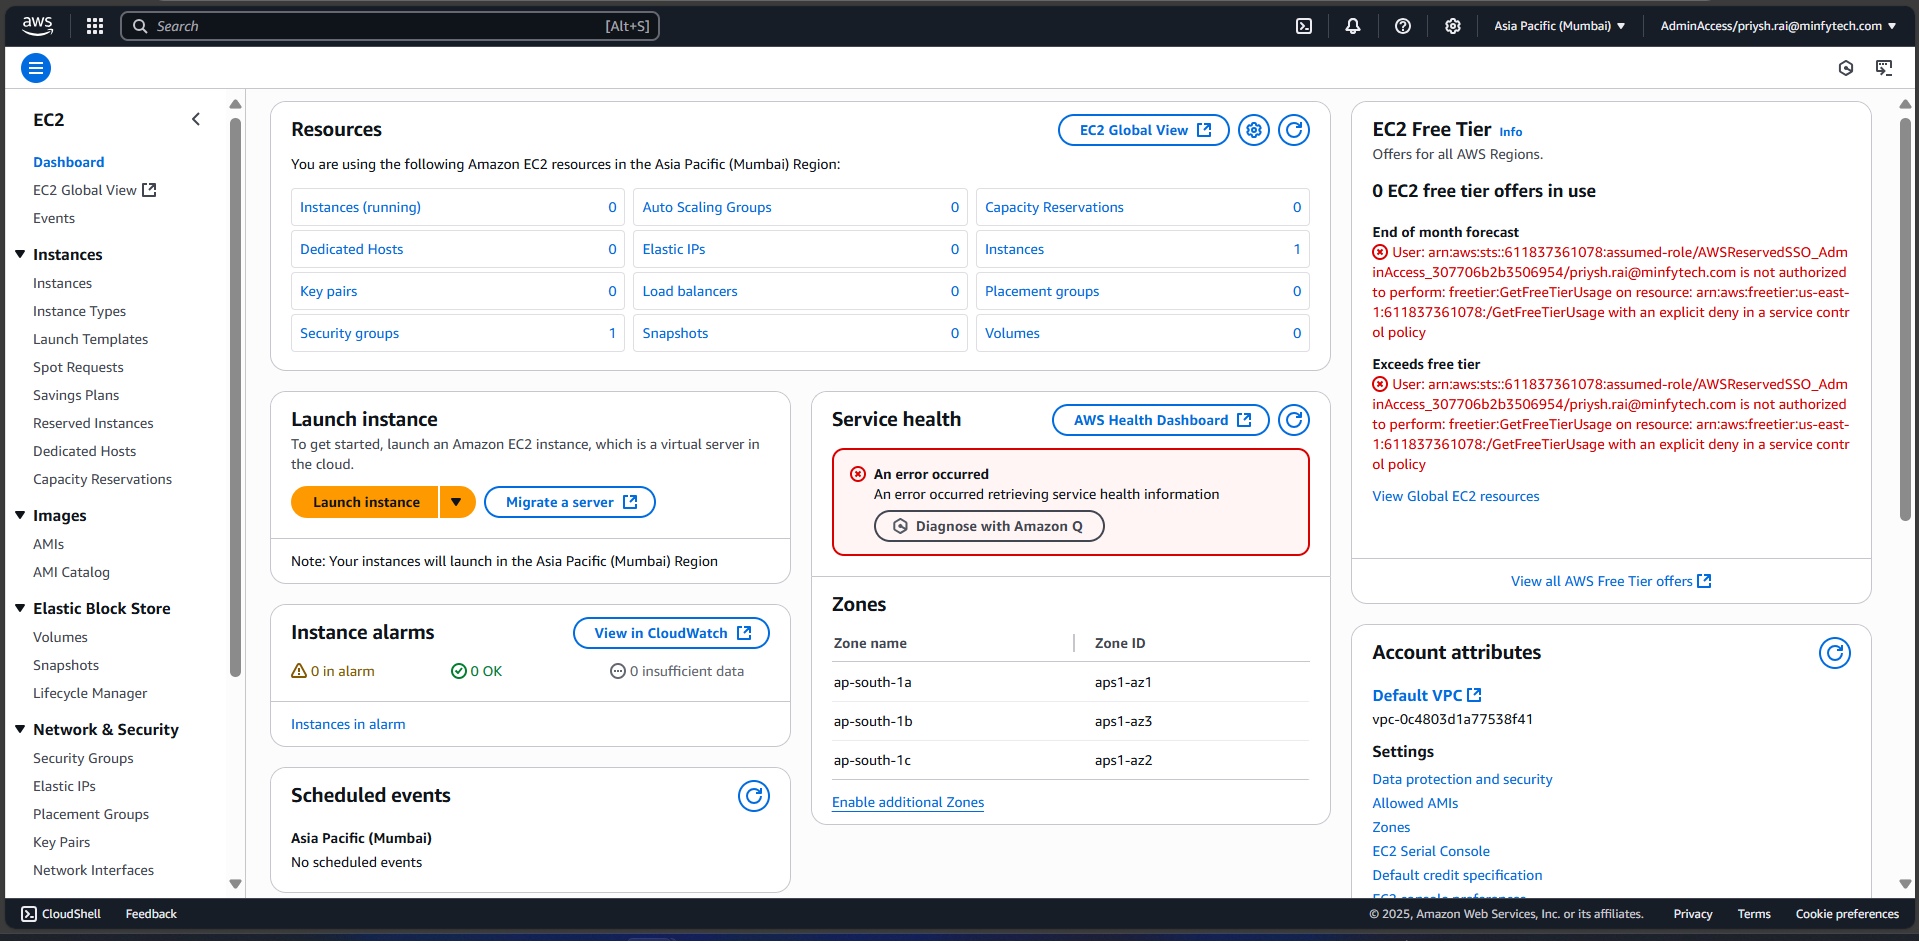 aws
Search
[Alt+S]
Asia Pacific (Mumbai)
AdminAccess/priysh.rai@minfytech.com
EC2
Dashboard
EC2 Global View
Events
Instances
Instances
Instance Types
Launch Templates
Spot Requests
Savings Plans
Reserved Instances
Dedicated Hosts
Capacity Reservations
Images
AMIs
AMI Catalog
Elastic Block Store
Volumes
Snapshots
Lifecycle Manager
Network & Security
Security Groups
Elastic IPs
Placement Groups
Key Pairs
Network Interfaces
Resources
EC2 Global View
You are using the following Amazon EC2 resources in the Asia Pacific (Mumbai) Region:
Instances (running) 0
Auto Scaling Groups 0
Capacity Reservations 0
Dedicated Hosts 0
Elastic IPs 0
Instances 1
Key pairs 0
Load balancers 0
Placement groups 0
Security groups 1
Snapshots 0
Volumes 0
Launch instance
To get started, launch an Amazon EC2 instance, which is a virtual server in
the cloud.
Launch instance
Migrate a server
Note: Your instances will launch in the Asia Pacific (Mumbai) Region
Instance alarms
View in CloudWatch
0 in alarm
0 OK
0 insufficient data
Instances in alarm
Scheduled events
Asia Pacific (Mumbai)
No scheduled events
Service health
AWS Health Dashboard
An error occurred
An error occurred retrieving service health information
Diagnose with Amazon Q
Zones
Zone name Zone ID
ap-south-1a aps1-az1
ap-south-1b aps1-az3
ap-south-1c aps1-az2
Enable additional Zones
EC2 Free Tier Info
Offers for all AWS Regions.
0 EC2 free tier offers in use
End of month forecast
User: arn:aws:sts::611837361078:assumed-role/AWSReservedSSO_Adm
inAccess_307706b2b3506954/priysh.rai@minfytech.com is not authorized
to perform: freetier:GetFreeTierUsage on resource: arn:aws:freetier:us-east-
1:611837361078:/GetFreeTierUsage with an explicit deny in a service contr
ol policy
Exceeds free tier
User: arn:aws:sts::611837361078:assumed-role/AWSReservedSSO_Adm
inAccess_307706b2b3506954/priysh.rai@minfytech.com is not authorized
to perform: freetier:GetFreeTierUsage on resource: arn:aws:freetier:us-east-
1:611837361078:/GetFreeTierUsage with an explicit deny in a service contr
ol policy
View Global EC2 resources
View all AWS Free Tier offers
Account attributes
Default VPC
vpc-0c4803d1a77538f41
Settings
Data protection and security
Allowed AMIs
Zones
EC2 Serial Console
Default credit specification
EC2 console preferences
CloudShell
Feedback
© 2025, Amazon Web Services, Inc. or its affiliates.
Privacy
Terms
Cookie preferences